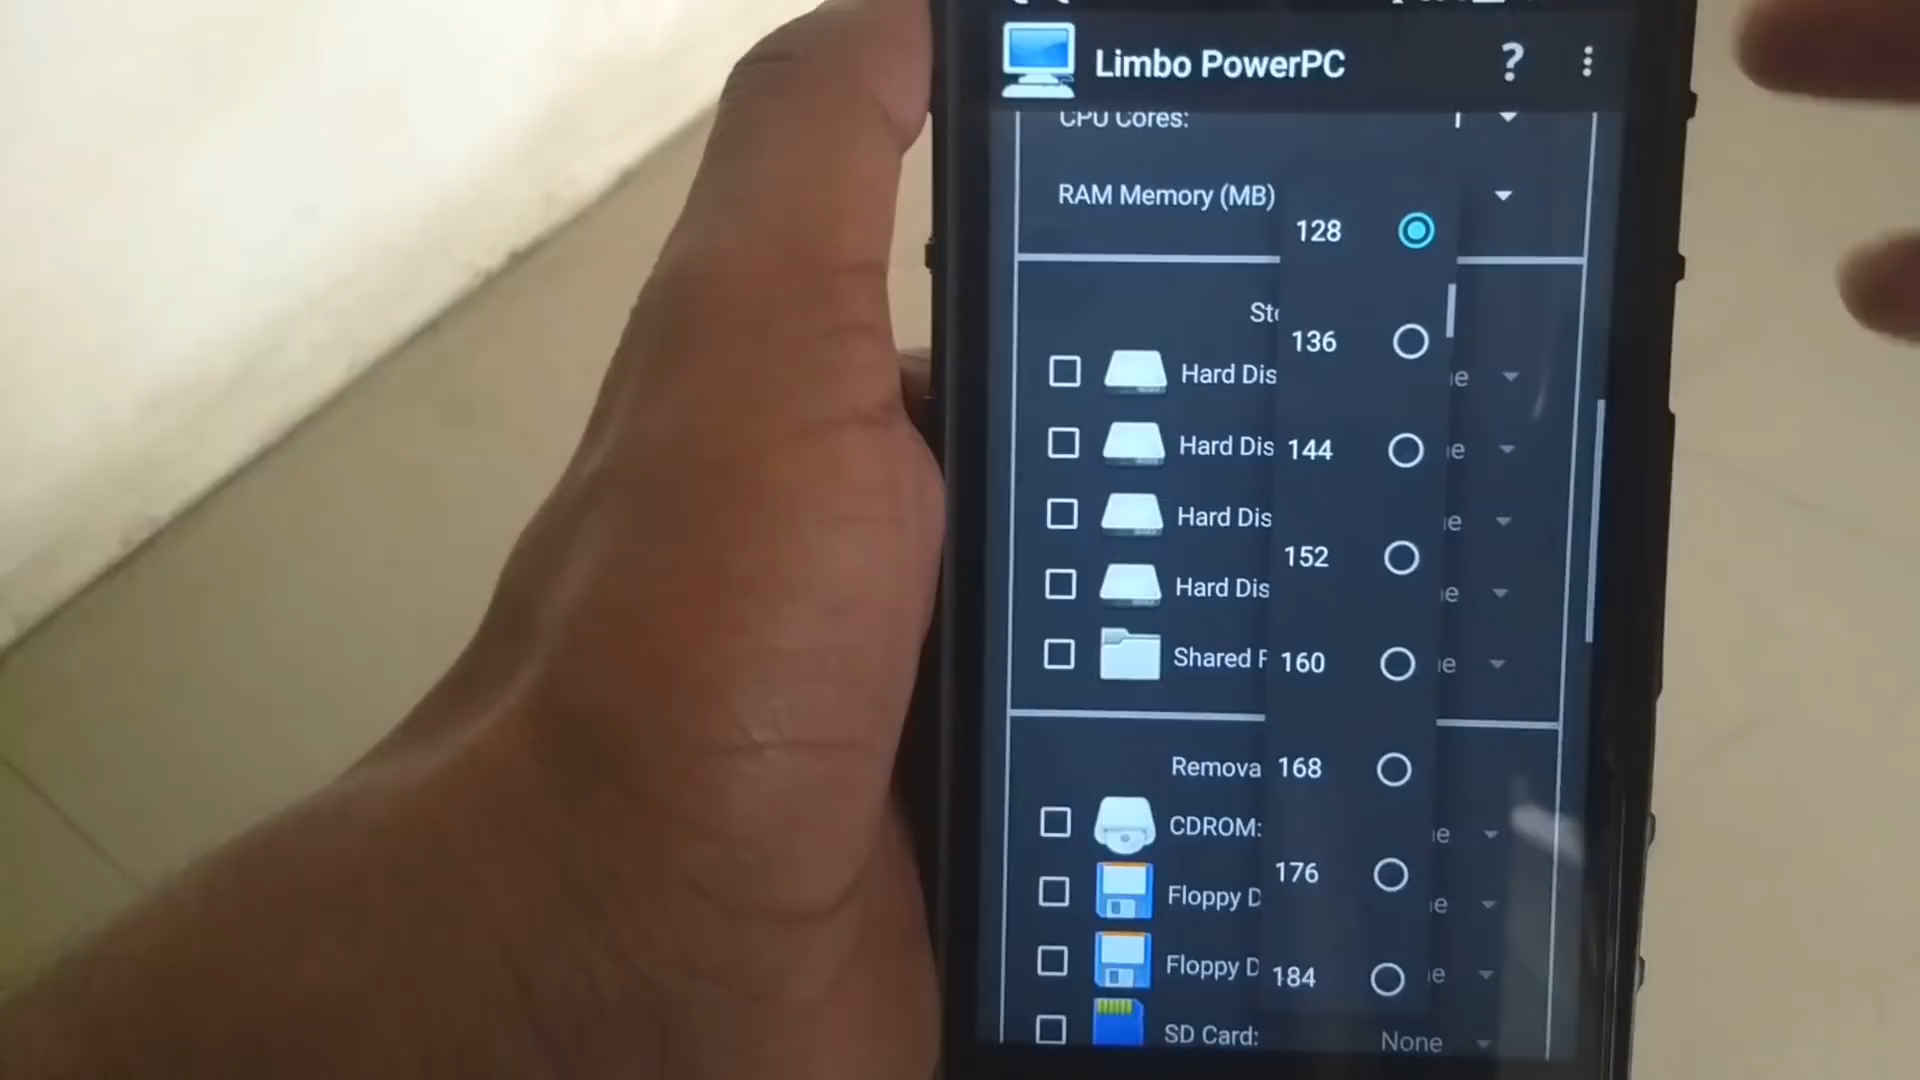 Limbo PowerPC ?
CPU Cores:
RAM Memory (MB)
128
136
144
152
160
168
176
184
Sto
Hard Dis
Hard Dis
Hard Dis
Hard Dis
Shared F
Remova
CDROM:
Floppy D
Floppy D
SD Card: None